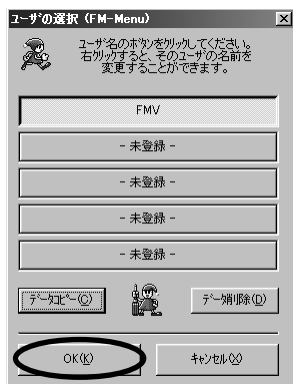 ユーザの選択 (FM-Menu)
ユーザ名のボタンをクリックしてください。
右クリックすると、そのユーザの名前を
変更することができます。
FMV
- 未登録 -
- 未登録 -
- 未登録 -
- 未登録 -
データコピー(C) データ削除(D)
OK(K) キャンセル(X)